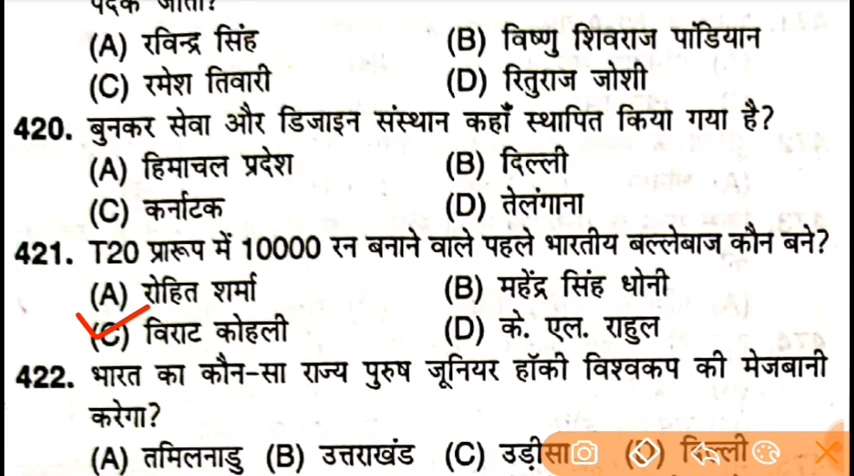 पदक जीता?
(A) रविन्द्र सिंह (B) विष्णु शिवराज पांडियान
(C) रमेश तिवारी (D) रितुराज जोशी
420. बुनकर सेवा और डिजाइन संस्थान कहाँ स्थापित किया गया है?
(A) हिमाचल प्रदेश (B) दिल्ली
(C) कर्नाटक (D) तेलंगाना
421. T20 प्रारूप में 10000 रन बनाने वाले पहले भारतीय बल्लेबाज कौन बने?
(A) रोहित शर्मा (B) महेंद्र सिंह धोनी
(C) विराट कोहली (D) के. एल. राहुल
422. भारत का कौन-सा राज्य पुरुष जूनियर हॉकी विश्वकप की मेजबानी
करेगा?
(A) तमिलनाडु (B) उत्तराखंड (C) उड़ीसा (D) दिल्ली